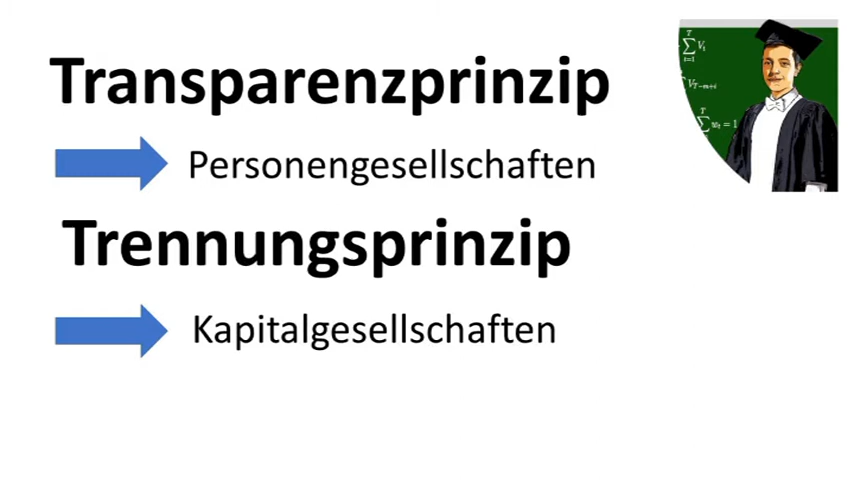 Transparenzprinzip
Personengesellschaften
Trennungsprinzip
Kapitalgesellschaften